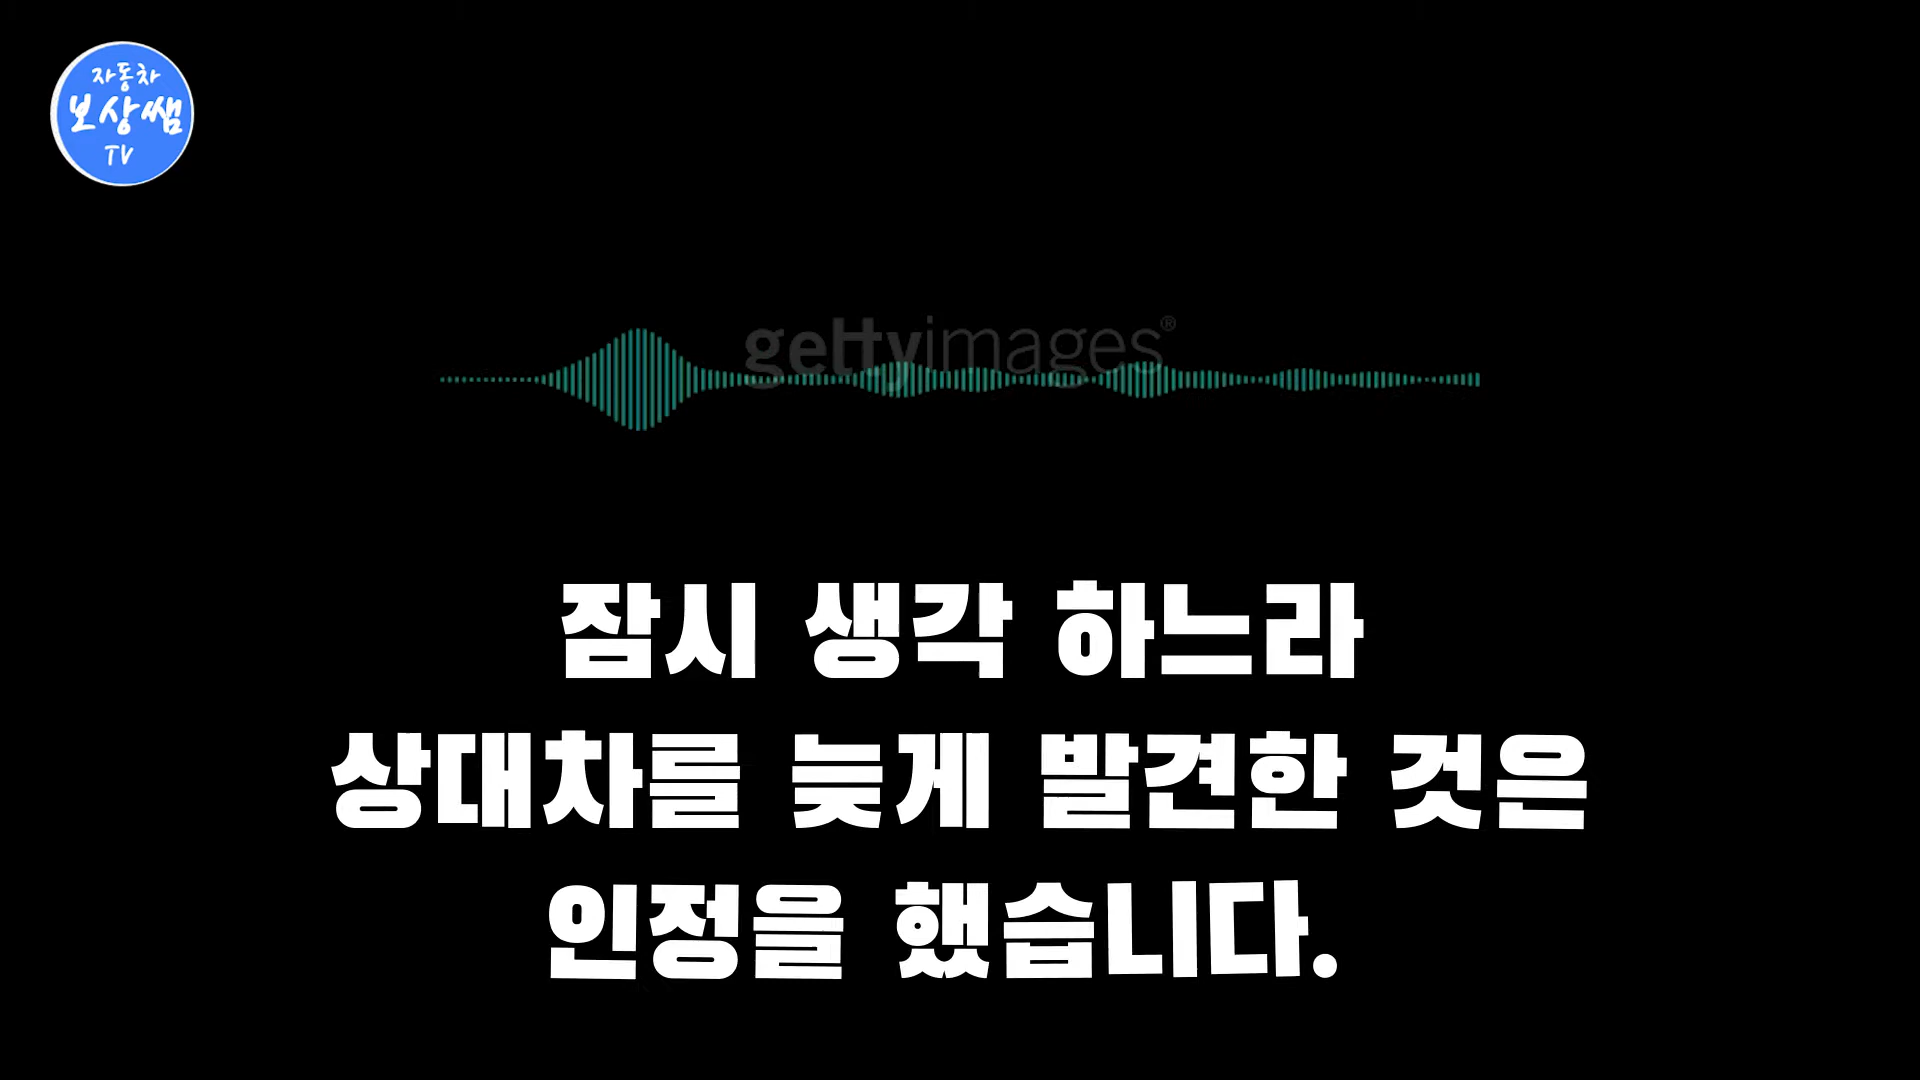 자동차
보상쌤
TV
gettyimages®
잠시 생각 하느라
상대차를 늦게 발견한 것은
인정을 했습니다.